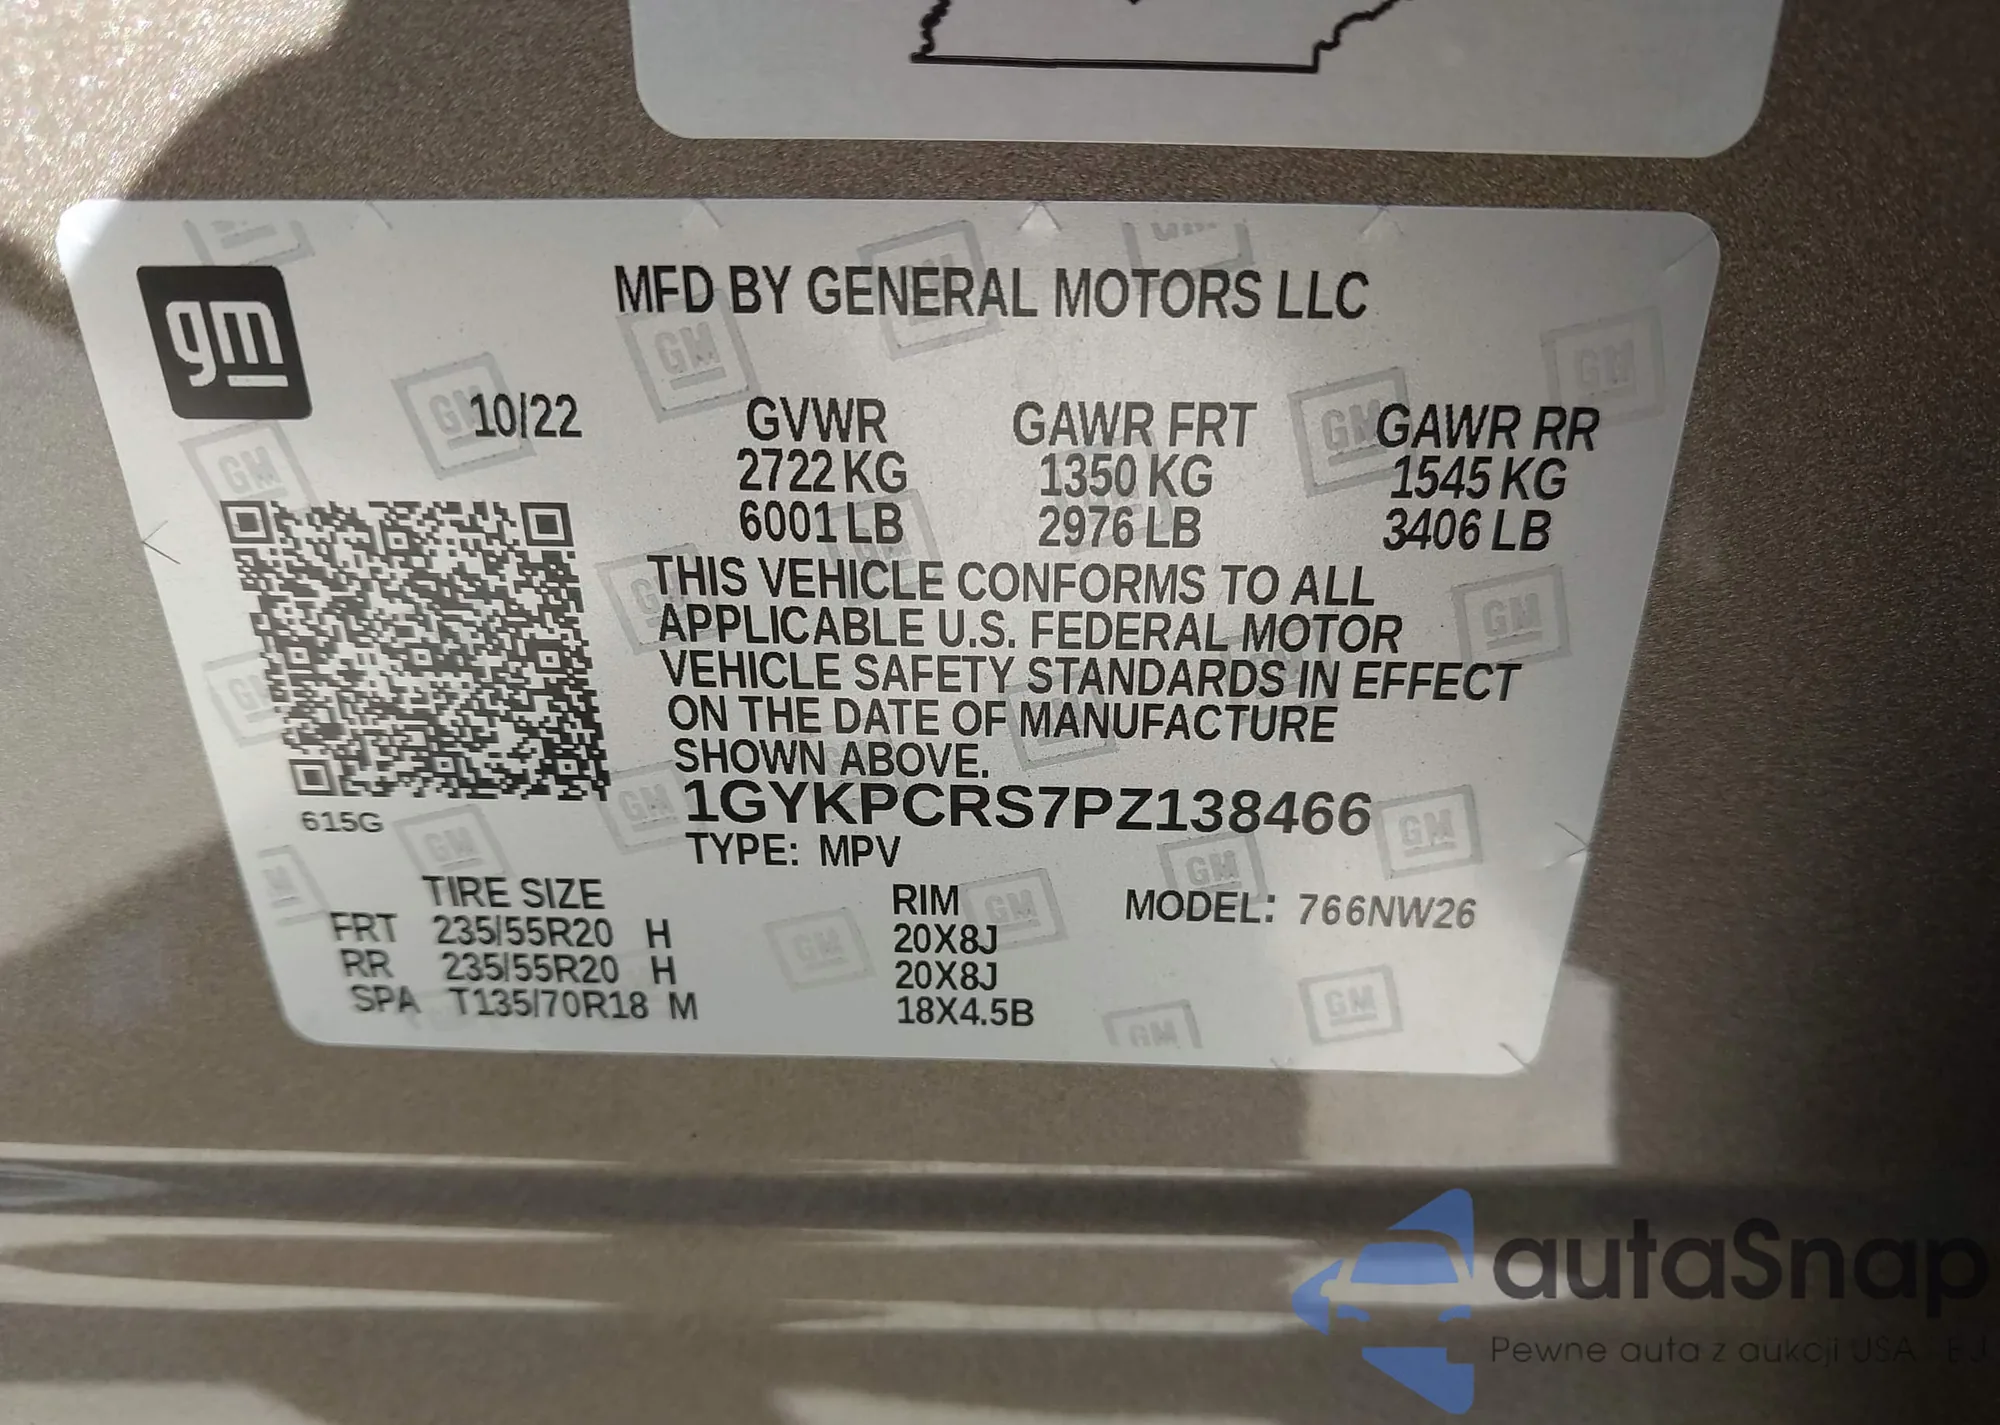 gm
MFD BY GENERAL MOTORS LLC
10/22 GVWR GAWR FRT GAWR RR
2722 KG 1350 KG 1545 KG
6001 LB 2976 LB 3406 LB
THIS VEHICLE CONFORMS TO ALL
APPLICABLE U.S. FEDERAL MOTOR
VEHICLE SAFETY STANDARDS IN EFFECT
ON THE DATE OF MANUFACTURE
SHOWN ABOVE.
1GYKPCRS7PZ138466
615G
TYPE: MPV
TIRE SIZE RIM MODEL: 766NW26
FRT 235/55R20 H 20X8J
RR 235/55R20 H 20X8J
SPA T135/70R18 M 18X4.5B
autaSnap
Pewne auta z aukcji USA